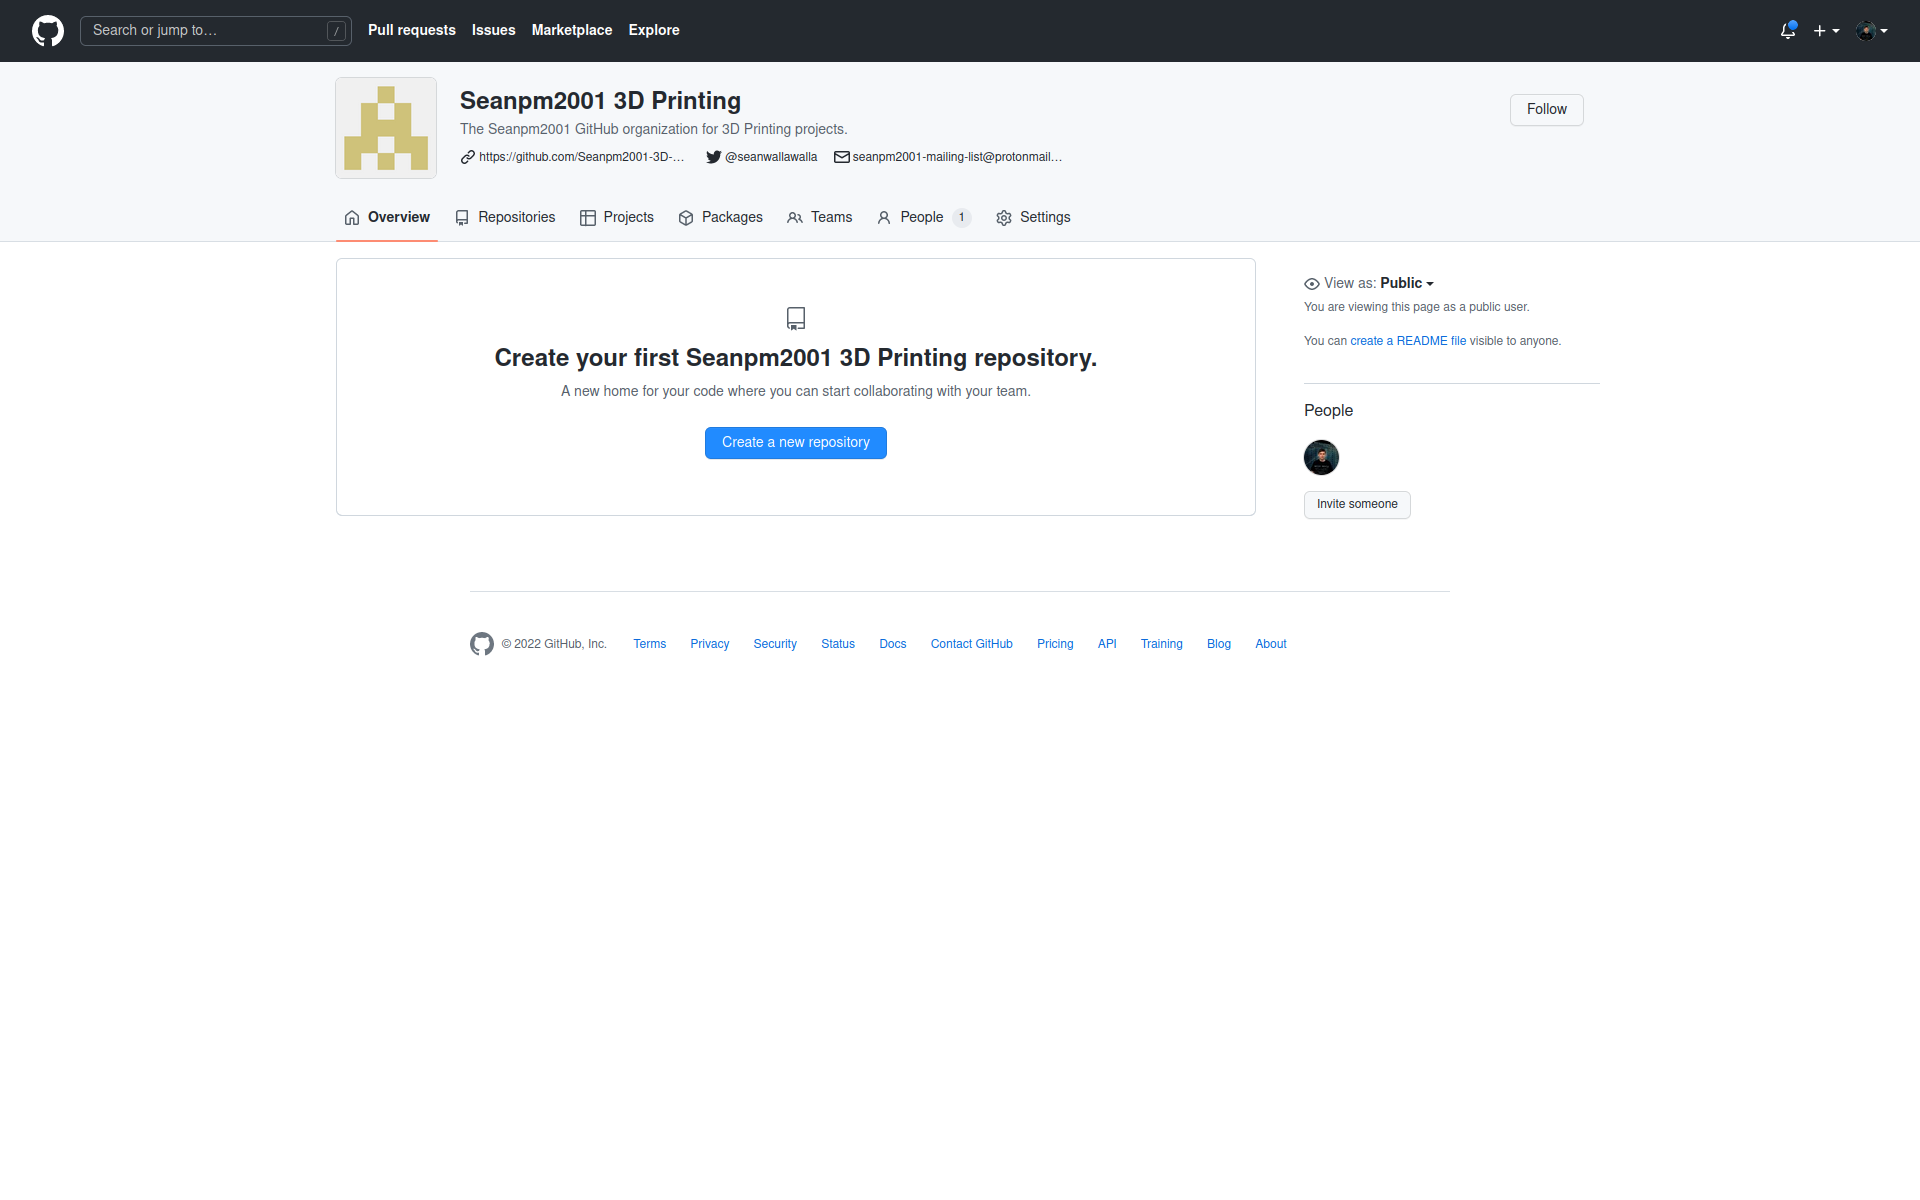 Search or jump to… /
Pull requests Issues Marketplace Explore
Seanpm2001 3D Printing
The Seanpm2001 GitHub organization for 3D Printing projects.
https://github.com/Seanpm2001-3D-… @seanwallawalla seanpm2001-mailing-list@protonmail…
Follow
Overview Repositories Projects Packages Teams People 1 Settings
Create your first Seanpm2001 3D Printing repository.
A new home for your code where you can start collaborating with your team.
Create a new repository
View as: Public
You are viewing this page as a public user.
You can create a README file visible to anyone.
People
Invite someone
© 2022 GitHub, Inc. Terms Privacy Security Status Docs Contact GitHub Pricing API Training Blog About